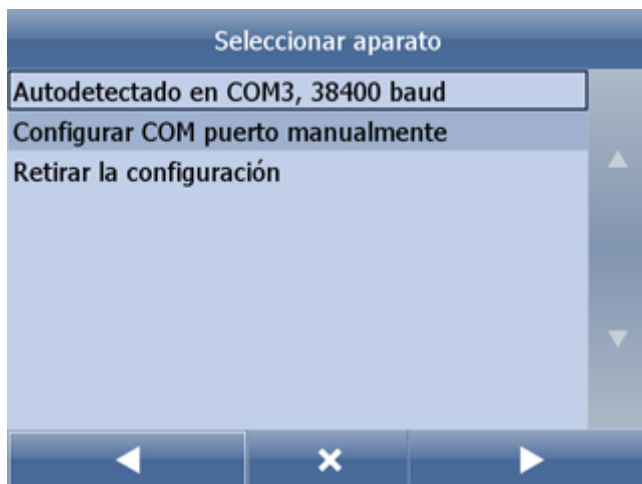 Seleccionar aparato
Autodetectado en COM3, 38400 baud
Configurar COM puerto manualmente
Retirar la configuración